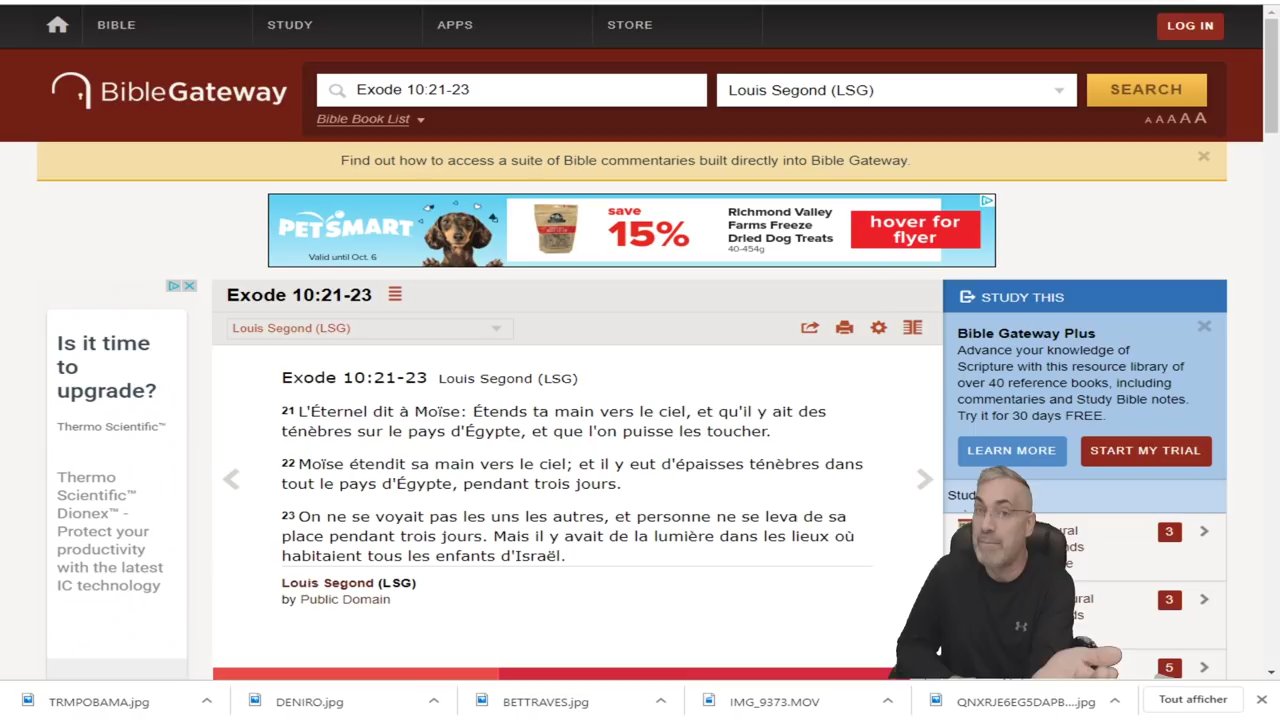 BIBLE STUDY APPS STORE LOG IN
BibleGateway
Exode 10:21-23 Louis Segond (LSG) SEARCH
Bible Book List A A A A A
Find out how to access a suite of Bible commentaries built directly into Bible Gateway.
PETSMART
Valid until Oct. 6
save
15%
Richmond Valley
Farms Freeze
Dried Dog Treats
40-454g
hover for
flyer
Is it time
to
upgrade?
Thermo Scientific™
Thermo
Scientific™
Dionex™ -
Protect your
productivity
with the latest
IC technology
Exode 10:21-23
Louis Segond (LSG)
Exode 10:21-23 Louis Segond (LSG)
21 L'Éternel dit à Moïse: Étends ta main vers le ciel, et qu'il y ait des
ténèbres sur le pays d'Égypte, et que l'on puisse les toucher.
22 Moïse étendit sa main vers le ciel; et il y eut d'épaisses ténèbres dans
tout le pays d'Égypte, pendant trois jours.
23 On ne se voyait pas les uns les autres, et personne ne se leva de sa
place pendant trois jours. Mais il y avait de la lumière dans les lieux où
habitaient tous les enfants d'Israël.
Louis Segond (LSG)
by Public Domain
STUDY THIS
Bible Gateway Plus
Advance your knowledge of
Scripture with this resource library of
over 40 reference books, including
commentaries and Study Bible notes.
Try it for 30 days FREE.
LEARN MORE START MY TRIAL
3
3
5
TRMPOBAMA.jpg DENIRO.jpg BETTRAVES.jpg IMG_9373.MOV QNXRJE6EG5DAPB....jpg Tout afficher